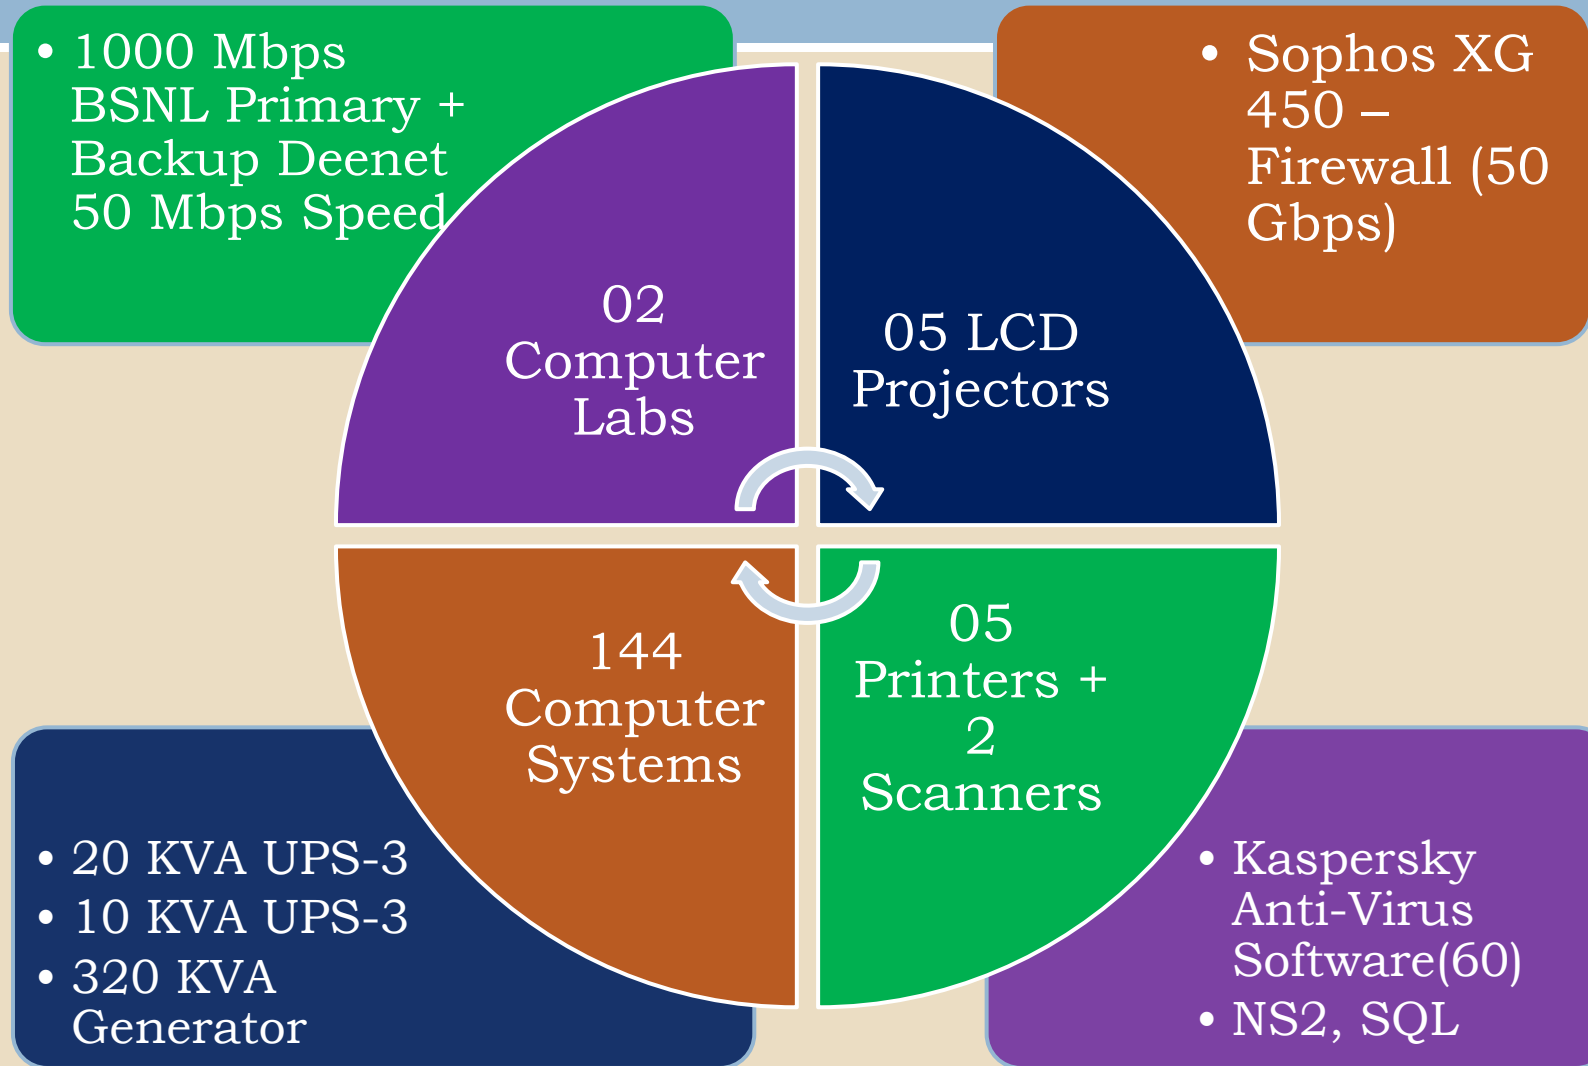 • 1000 Mbps
BSNL Primary +
Backup Deenet
50 Mbps Speed
• Sophos XG
450 –
Firewall (50
Gbps)
02
Computer
Labs
05 LCD
Projectors
144
Computer
Systems
05
Printers +
2
Scanners
• 20 KVA UPS-3
• 10 KVA UPS-3
• 320 KVA
Generator
• Kaspersky
Anti-Virus
Software(60)
• NS2, SQL